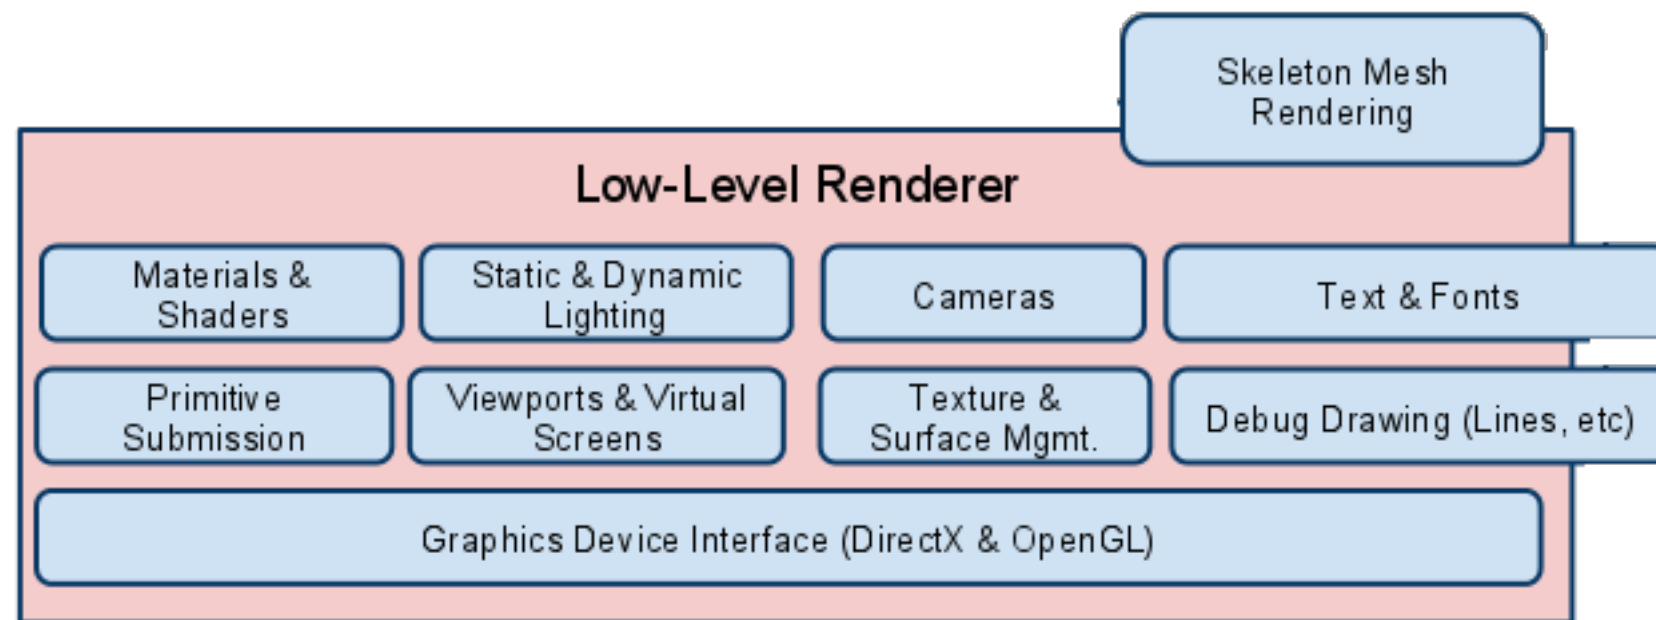 Skeleton Mesh
Rendering
Low-Level Renderer
Materials &
Shaders
Static & Dynamic
Lighting
Cameras
Text & Fonts
Primitive
Submission
Viewports & Virtual
Screens
Texture &
Surface Mgmt.
Debug Drawing (Lines, etc)
Graphics Device Interface (DirectX & OpenGL)